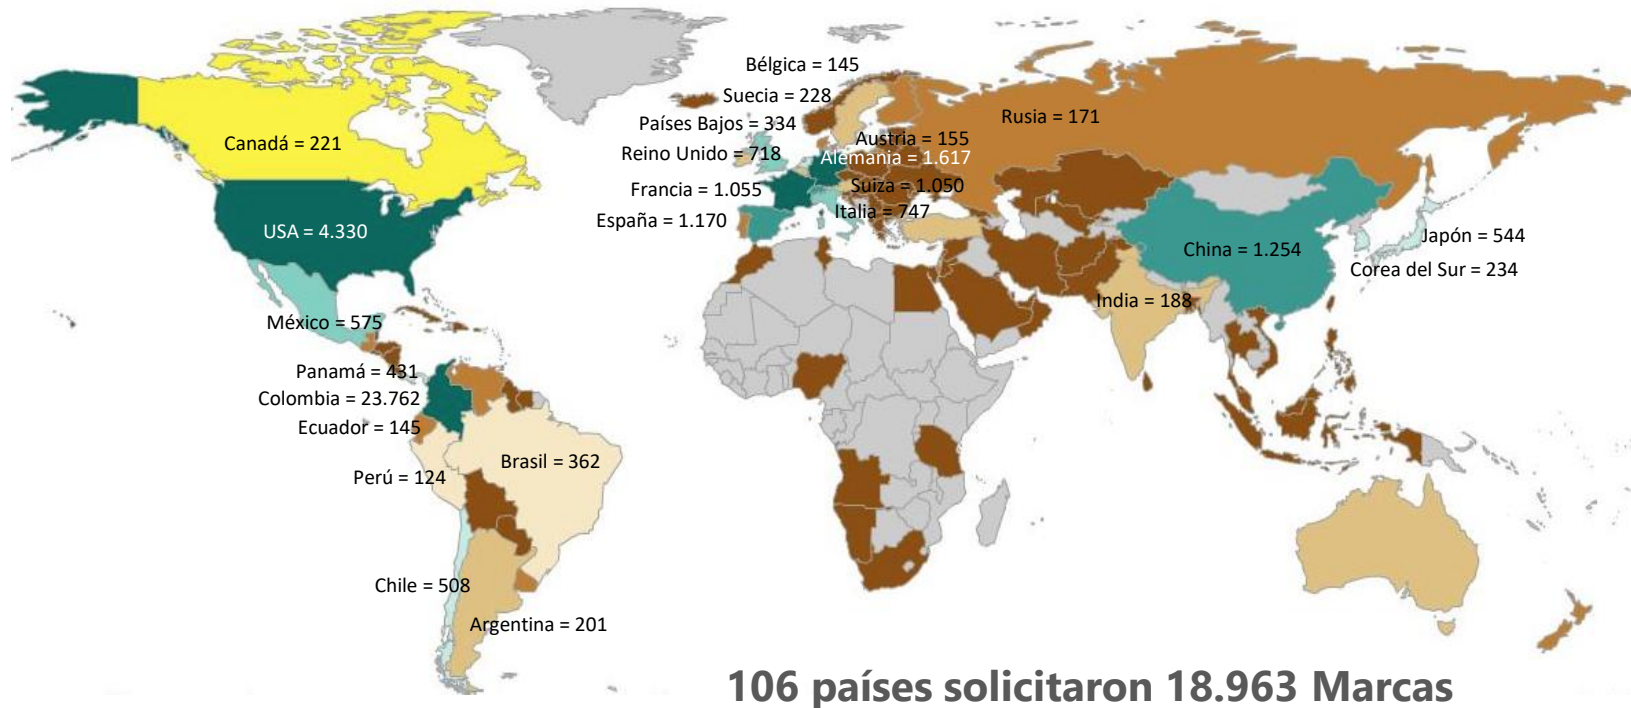 Bélgica = 145
Suecia = 228
Países Bajos = 334
Rusia = 171
Austria = 155
Canadá = 221
Reino Unido = 718
Alemania = 1.617
Francia = 1.055
Suiza = 1.050
España = 1.170
Italia = 747
USA = 4.330
China = 1.254
Japón = 544
Corea del Sur = 234
India = 188
México = 575
Panamá = 431
Colombia = 23.762
Ecuador = 145
Brasil = 362
Perú = 124
Chile = 508
Argentina = 201
106 países solicitaron 18.963 Marcas